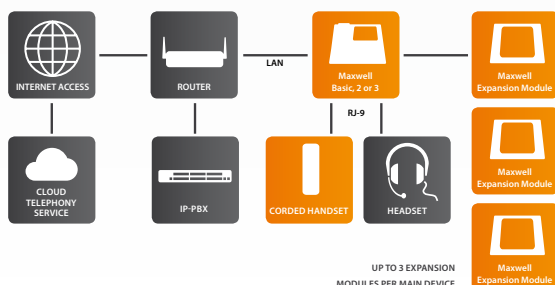 LAN
INTERNET ACCESS
ROUTER
Maxwell
Basic, 2 or 3
Maxwell
Expansion Module
RJ-9
CLOUD
TELEPHONY
SERVICE
IP-PBX
CORDED HANDSET
HEADSET
Maxwell
Expansion Module
UP TO 3 EXPANSION
MODULES PER MAIN DEVICE
Maxwell
Expansion Module